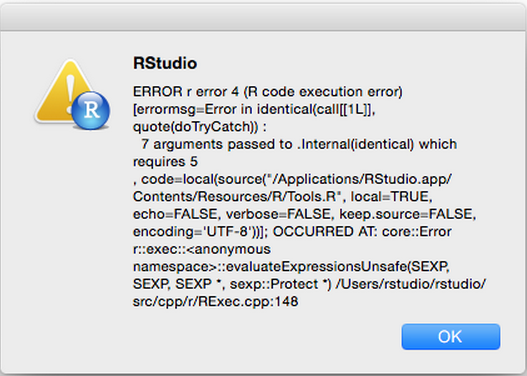 RStudio
ERROR r error 4 (R code execution error)
[errormsg=Error in identical(call[[1L]],
quote(doTryCatch)) :
7 arguments passed to .Internal(identical) which
requires 5
, code=local(source("/Applications/RStudio.app/
Contents/Resources/R/Tools.R", local=TRUE,
echo=FALSE, verbose=FALSE, keep.source=FALSE,
encoding='UTF-8'))]; OCCURRED AT: core::Error
r::exec::<anonymous
namespace>::evaluateExpressionsUnsafe(SEXP,
SEXP, SEXP *, sexp::Protect *) /Users/rstudio/rstudio/
src/cpp/r/RExec.cpp:148
R
OK